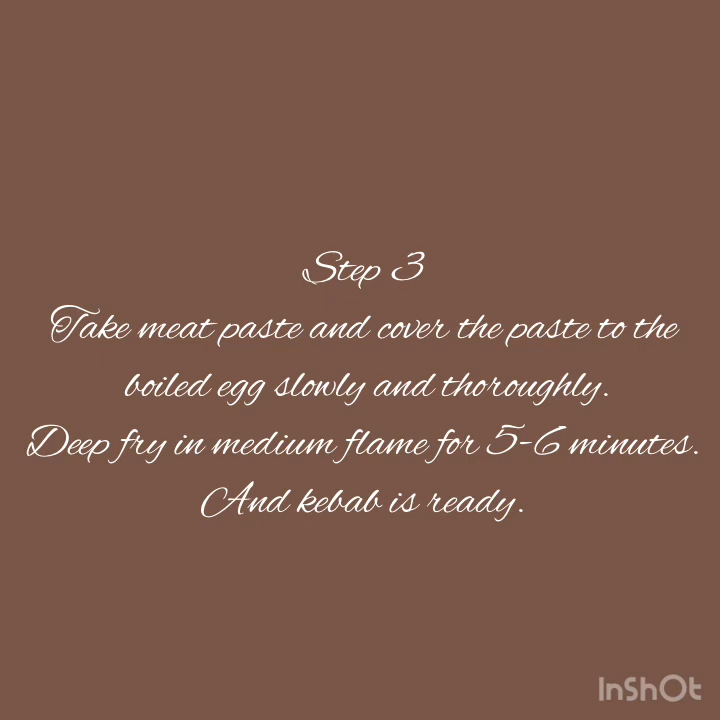 Step 3
Take meat paste and cover the paste to the
boiled egg slowly and thoroughly.
Deep fry in medium flame for 5-6 minutes.
And kebab is ready.
InShOt